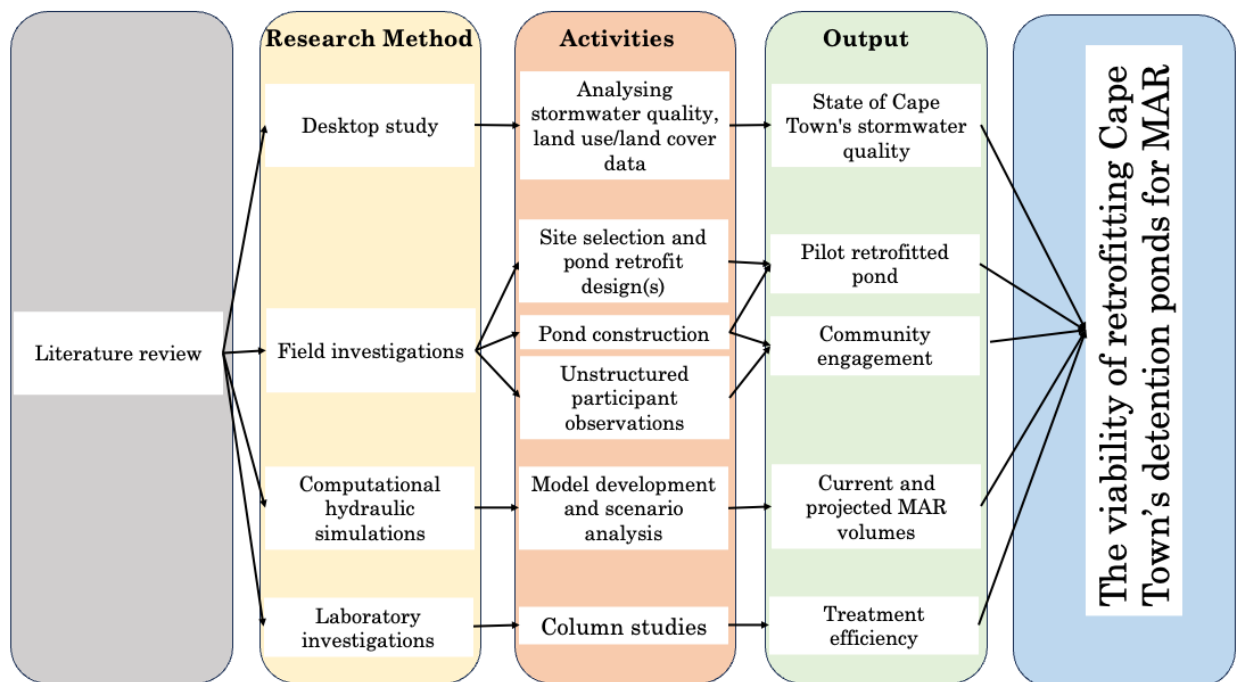 Literature review
Research Method
Desktop study
Field investigations
Computational
hydraulic
simulations
Laboratory
investigations
Activities
Analysing
stormwater quality,
land use/land cover
data
Site selection and
pond retrofit
design(s)
Pond construction
Unstructured
participant
observations
Model development
and scenario
analysis
Column studies
Output
State of Cape
Town's stormwater
quality
Pilot retrofitted
pond
Community
engagement
Current and
projected MAR
volumes
Treatment
efficiency
The viability of retrofitting Cape
Town’s detention ponds for MAR